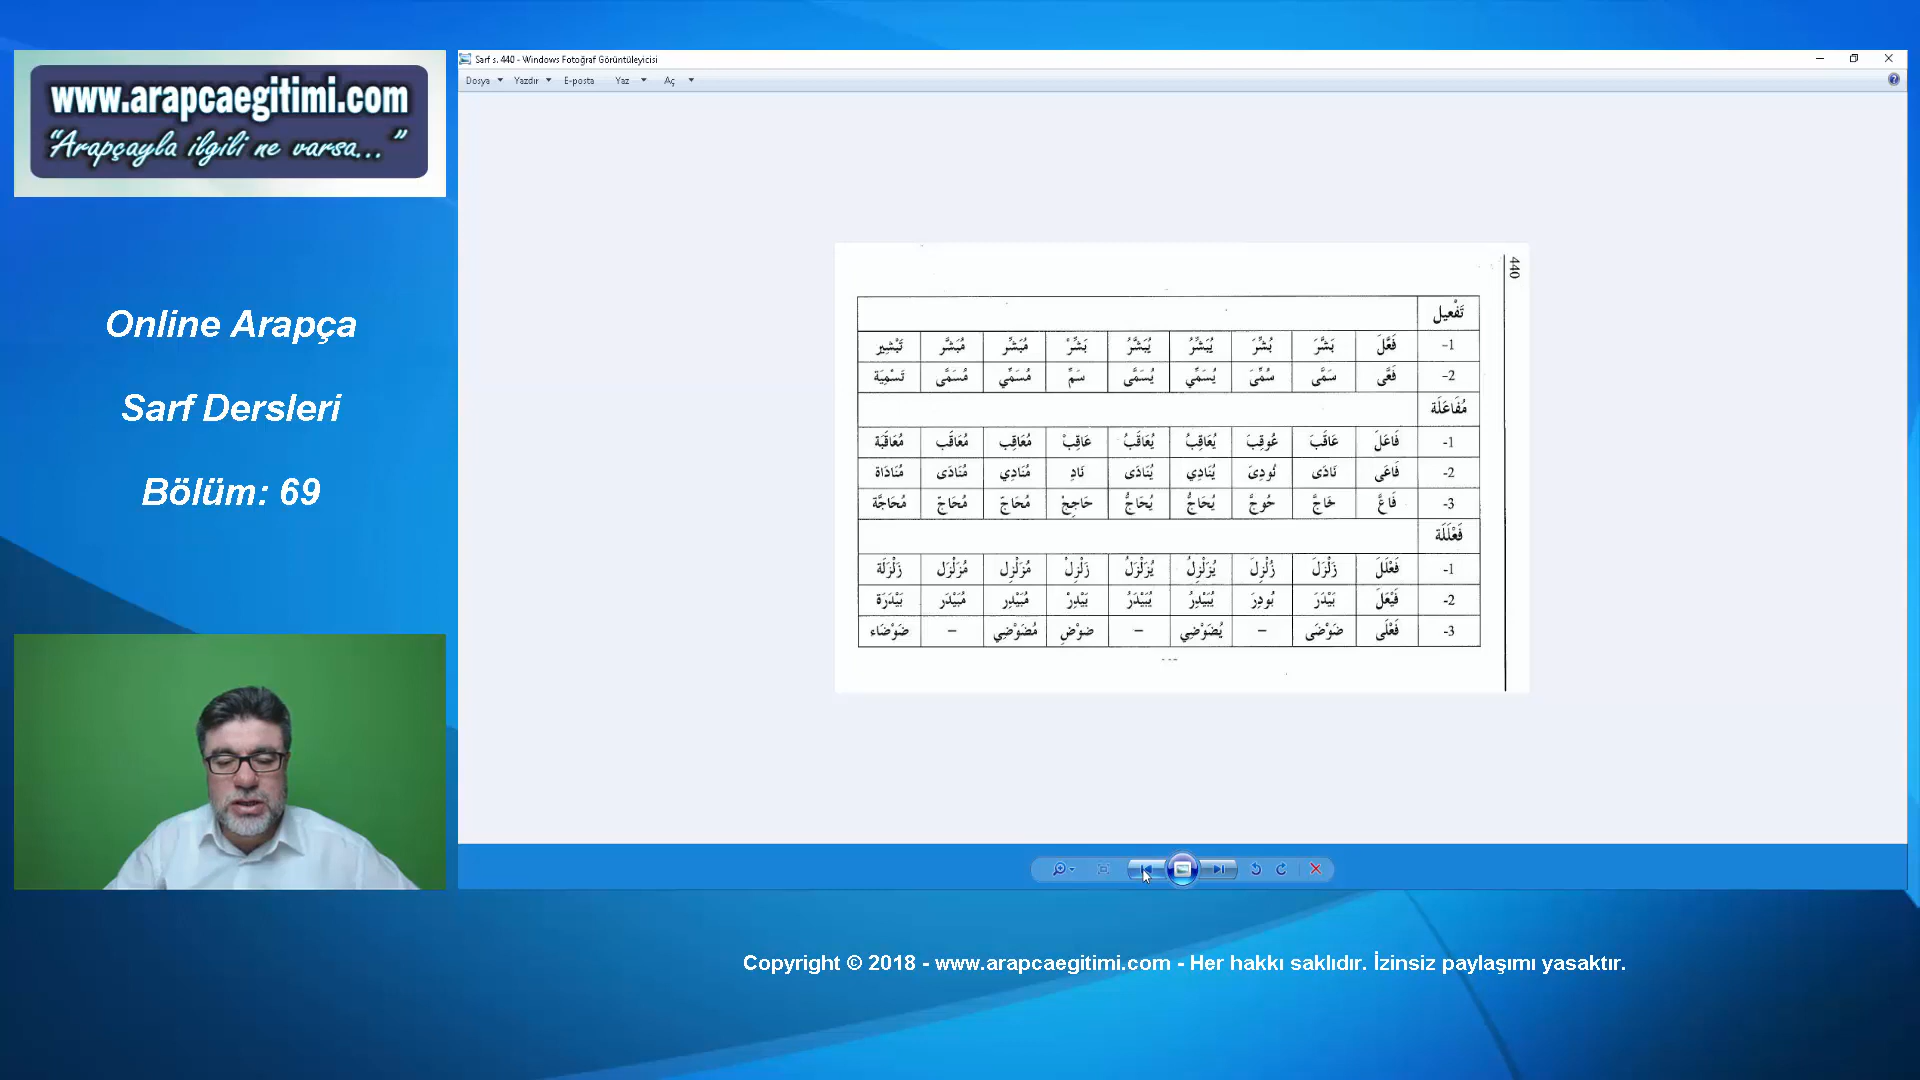 www.arapcaegitimi.com
"Arapçayla ilgili ne varsa..."
Online Arapça
Sarf Dersleri
Bölüm: 69
Sarf s. 440 - Windows Fotoğraf Görüntüleyicisi
Dosya Yazdır E-posta Yaz Aç
440
تَفْعِيل
1- فَعَّلَ بَشَّرَ بُشِّرَ يُبَشِّرُ يُبَشَّرُ بَشِّرْ مُبَشِّر مُبَشَّر تَبْشِير
2- فَعَّى سَمَّى سُمِّيَ يُسَمِّي يُسَمَّى سَمِّ مُسَمِّي مُسَمَّى تَسْمِيَة
مُفَاعَلَة
1- فَاعَلَ عَاقَبَ عُوقِبَ يُعَاقِبُ يُعَاقَبُ عَاقِبْ مُعَاقِب مُعَاقَب مُعَاقَبَة
2- فَاعَى نَادَى نُودِيَ يُنَادِي يُنَادَى نَادِ مُنَادِي مُنَادَى مُنَادَاة
3- فَاعَّ حَاجَّ حُوجَّ يُحَاجُّ يُحَاجُّ حَاجِجْ مُحَاجّ مُحَاجّ مُحَاجَّة
فَعْلَلَة
1- فَعْلَلَ زَلْزَلَ زُلْزِلَ يُزَلْزِلُ يُزَلْزَلُ زَلْزِلْ مُزَلْزِل مُزَلْزَل زَلْزَلَة
2- فَيْعَلَ بَيْدَرَ بُودِرَ يُبَيْدِرُ يُبَيْدَرُ بَيْدِرْ مُبَيْدِر مُبَيْدَر بَيْدَرَة
3- فَعْلَى ضَوْضَى – يُضَوْضِي – ضَوْضِ مُضَوْضِي – ضَوْضَاء
Copyright © 2018 - www.arapcaegitimi.com - Her hakkı saklıdır. İzinsiz paylaşımı yasaktır.